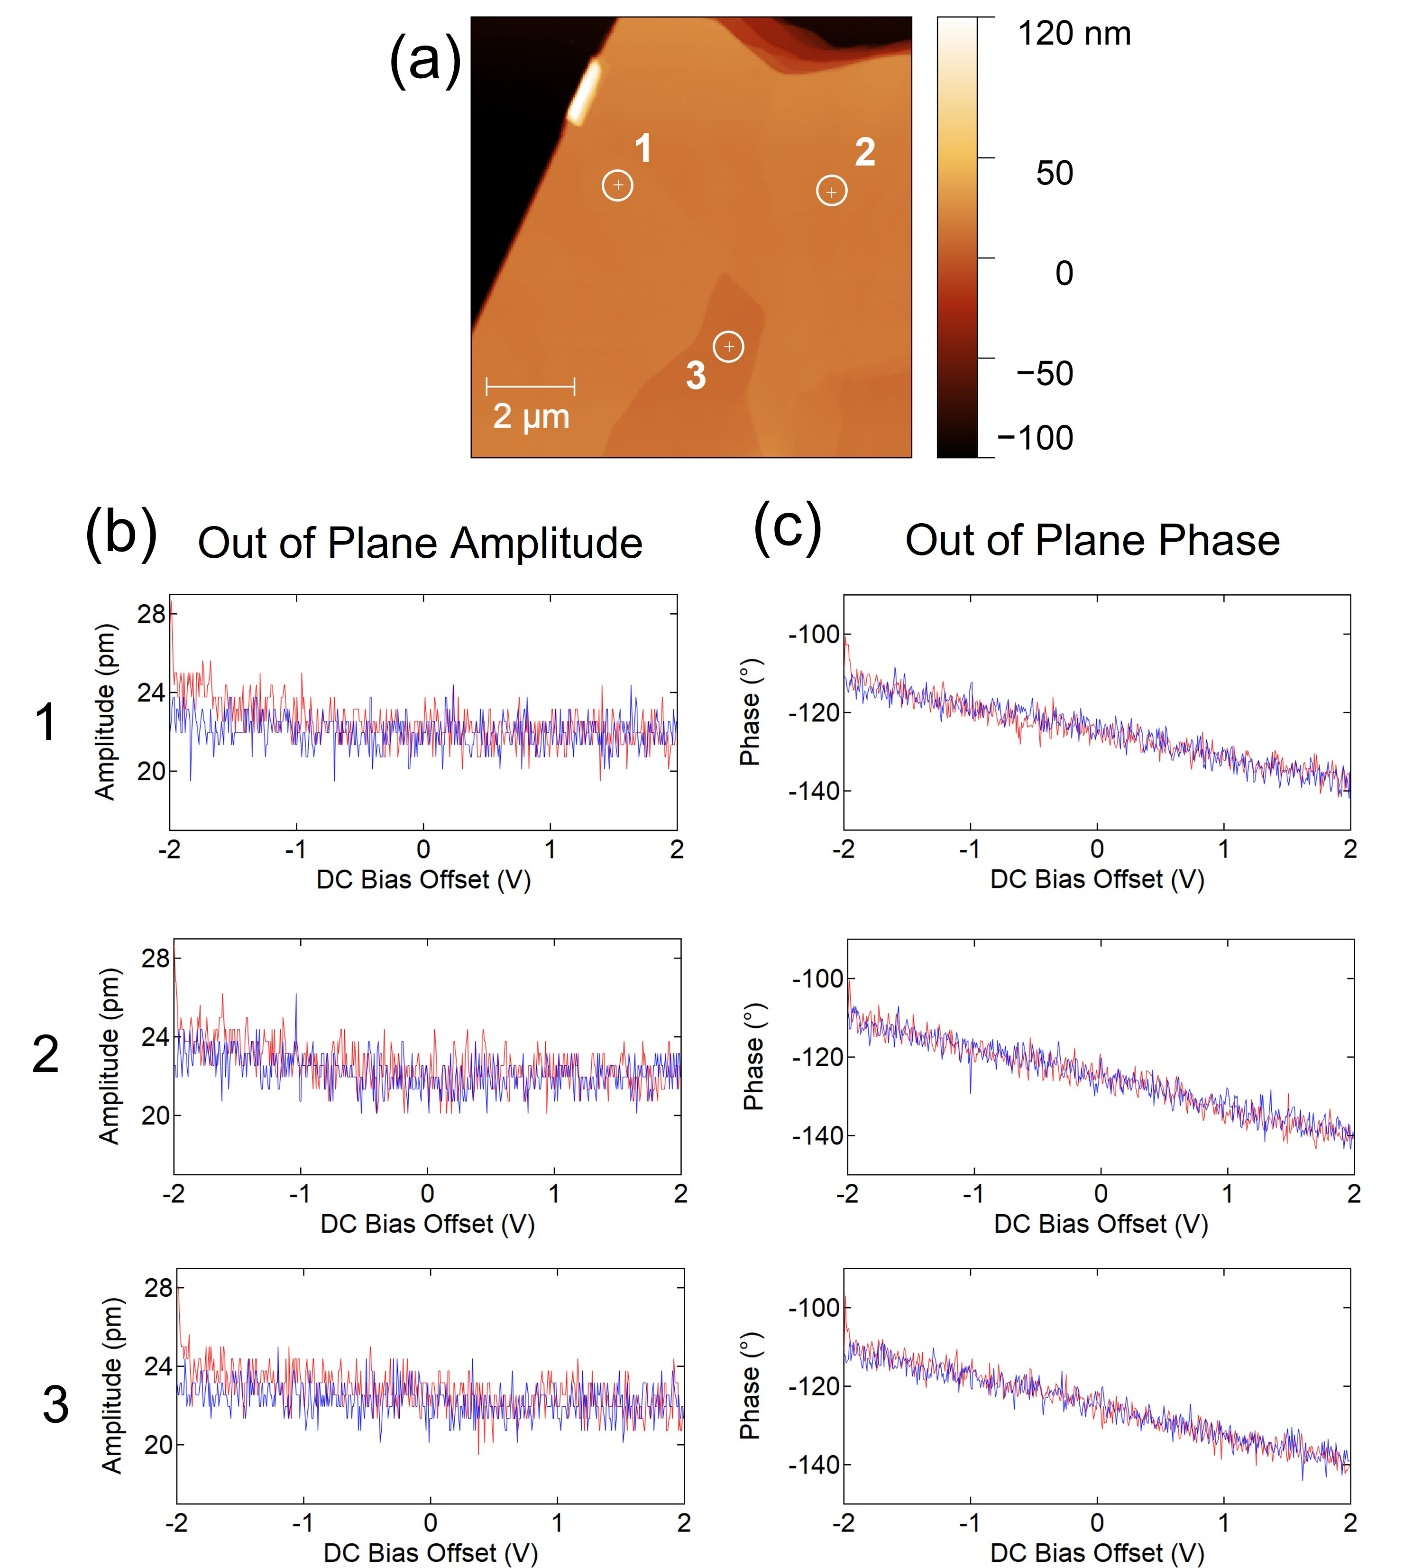 (a)
1
2
3
2 µm
120 nm
50
0
−50
−100
(b) Out of Plane Amplitude
(c) Out of Plane Phase
1
Amplitude (pm)
28
24
20
-2 -1 0 1 2
DC Bias Offset (V)
Phase (°)
-100
-120
-140
-2 -1 0 1 2
DC Bias Offset (V)
2
Amplitude (pm)
28
24
20
-2 -1 0 1 2
DC Bias Offset (V)
Phase (°)
-100
-120
-140
-2 -1 0 1 2
DC Bias Offset (V)
3
Amplitude (pm)
28
24
20
-2 -1 0 1 2
DC Bias Offset (V)
Phase (°)
-100
-120
-140
-2 -1 0 1 2
DC Bias Offset (V)